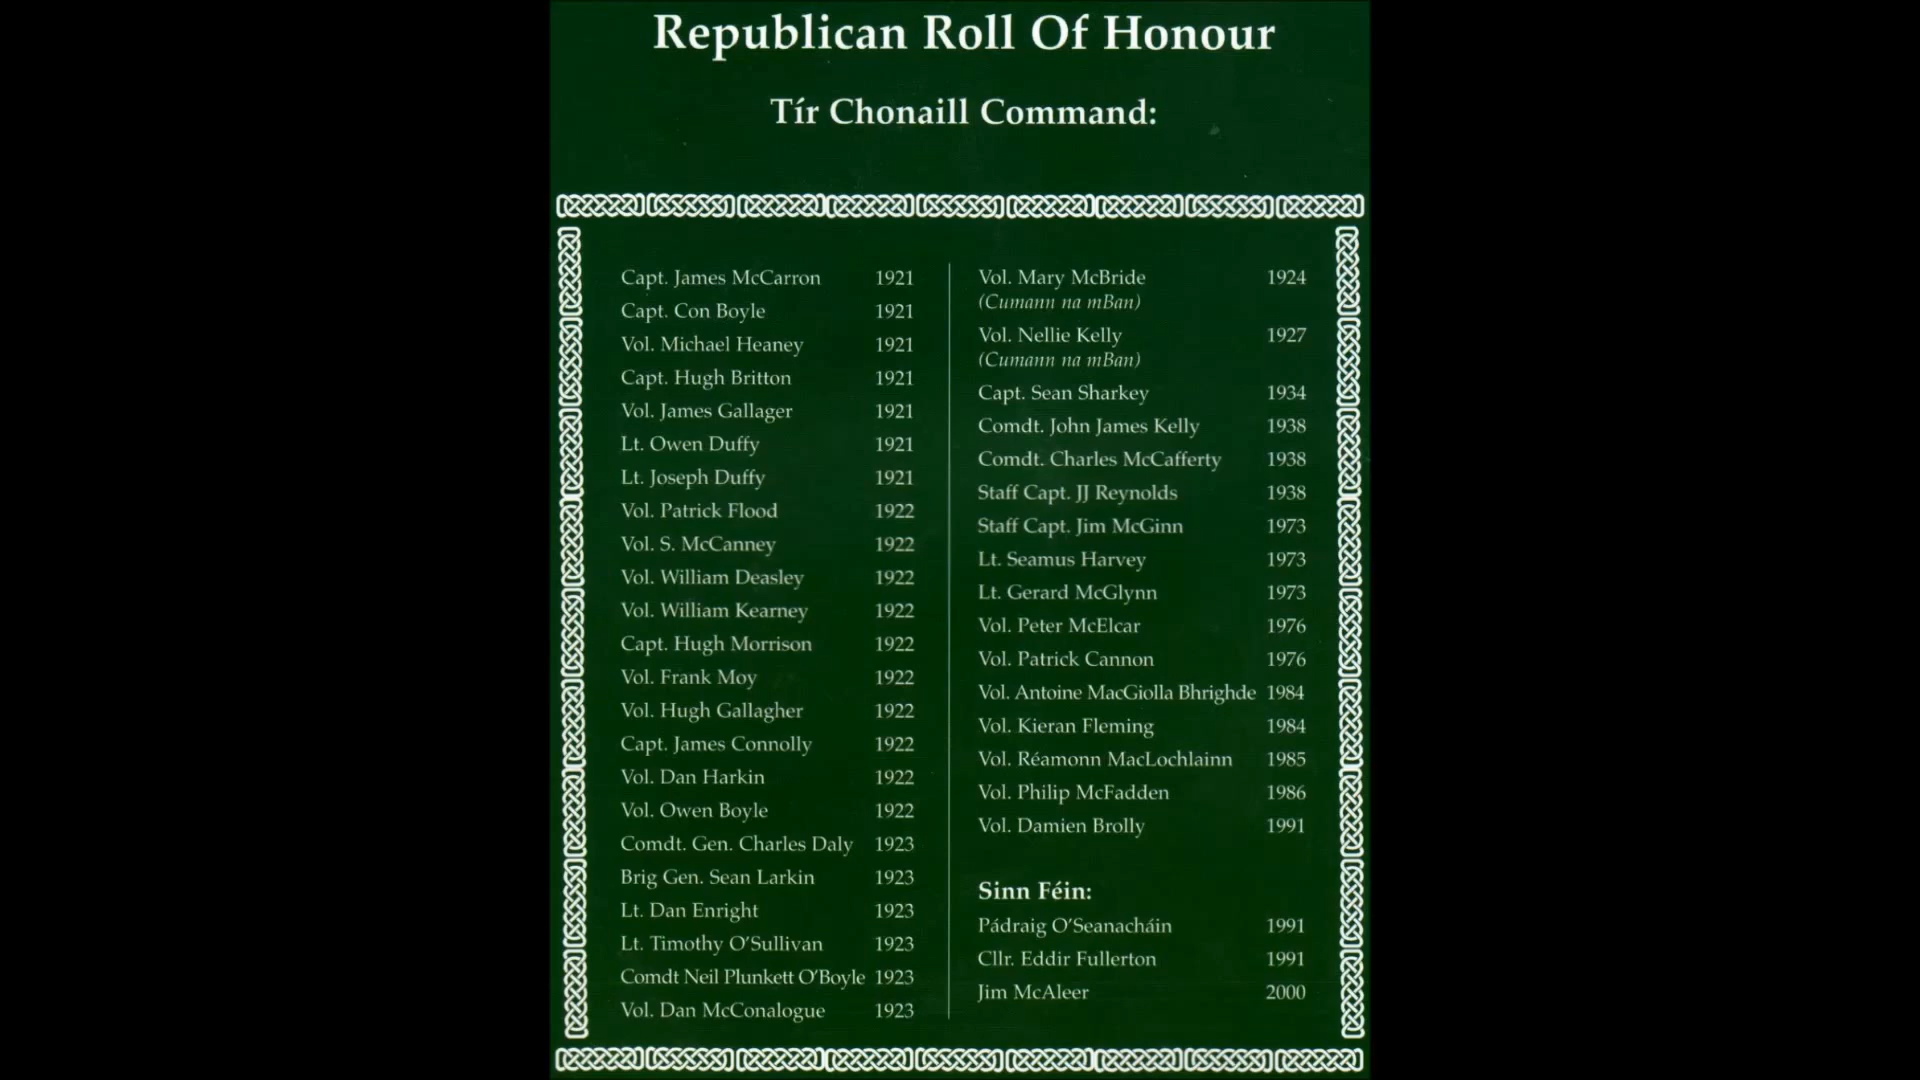 Republican Roll Of Honour
Tír Chonaill Command:
Capt. James McCarron 1921
Capt. Con Boyle 1921
Vol. Michael Heaney 1921
Capt. Hugh Britton 1921
Vol. James Gallager 1921
Lt. Owen Duffy 1921
Lt. Joseph Duffy 1921
Vol. Patrick Flood 1922
Vol. S. McCanney 1922
Vol. William Deasley 1922
Vol. William Kearney 1922
Capt. Hugh Morrison 1922
Vol. Frank Moy 1922
Vol. Hugh Gallagher 1922
Capt. James Connolly 1922
Vol. Dan Harkin 1922
Vol. Owen Boyle 1922
Comdt. Gen. Charles Daly 1923
Brig Gen. Sean Larkin 1923
Lt. Dan Enright 1923
Lt. Timothy O'Sullivan 1923
Comdt Neil Plunkett O'Boyle 1923
Vol. Dan McConalogue 1923
Vol. Mary McBride 1924
(Cumann na mBan)
Vol. Nellie Kelly 1927
(Cumann na mBan)
Capt. Sean Sharkey 1934
Comdt. John James Kelly 1938
Comdt. Charles McCafferty 1938
Staff Capt. JJ Reynolds 1938
Staff Capt. Jim McGinn 1973
Lt. Seamus Harvey 1973
Lt. Gerard McGlynn 1973
Vol. Peter McElcar 1976
Vol. Patrick Cannon 1976
Vol. Antoine MacGiolla Bhrighde 1984
Vol. Kieran Fleming 1984
Vol. Réamonn MacLochlainn 1985
Vol. Philip McFadden 1986
Vol. Damien Brolly 1991
Sinn Féin:
Pádraig O'Seanacháin 1991
Cllr. Eddir Fullerton 1991
Jim McAleer 2000